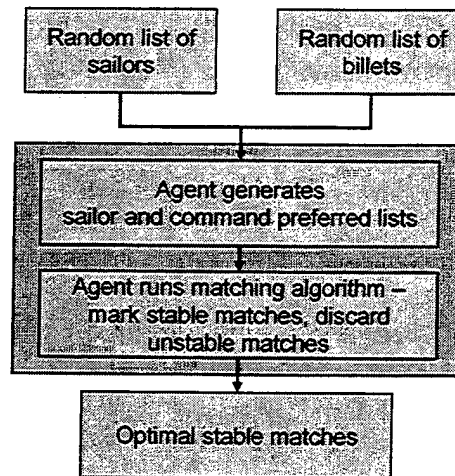 Random list of
sailors
Random list of
billets
Agent generates
sailor and command preferred lists
Agent runs matching algorithm –
mark stable matches, discard
unstable matches
Optimal stable matches